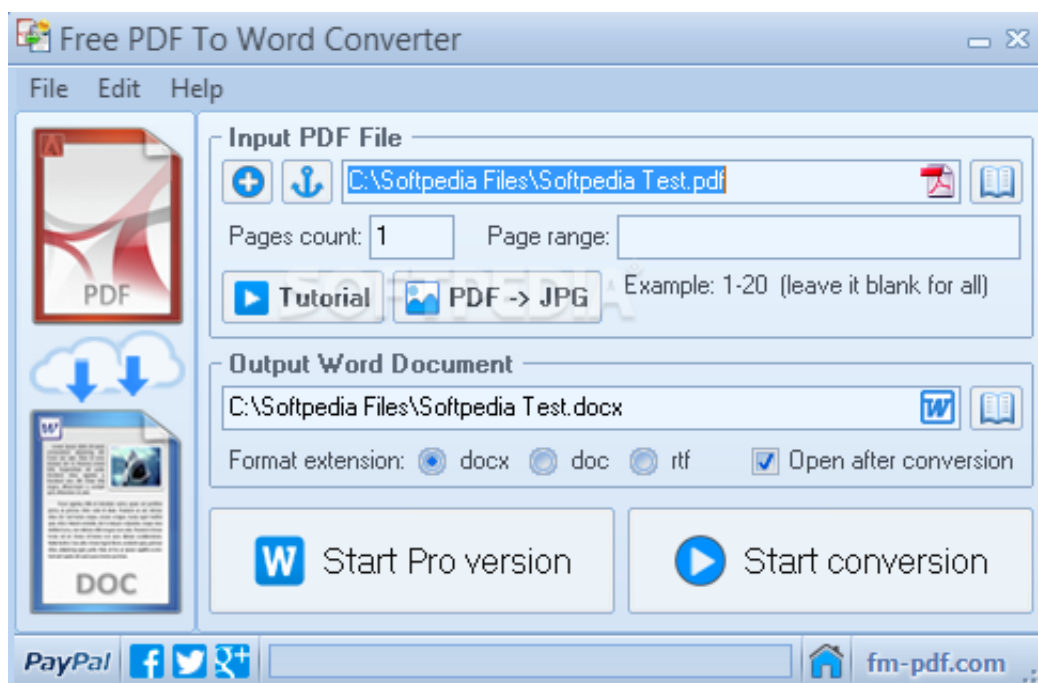 Free PDF To Word Converter
File Edit Help
Input PDF File
C:\Softpedia Files\Softpedia Test.pdf
Pages count: 1 Page range:
Tutorial PDF -> JPG Example: 1-20 (leave it blank for all)
SOFTPEDIA
PDF
Output Word Document
C:\Softpedia Files\Softpedia Test.docx
Format extension: docx doc rtf Open after conversion
DOC
Start Pro version Start conversion
PayPal fm-pdf.com